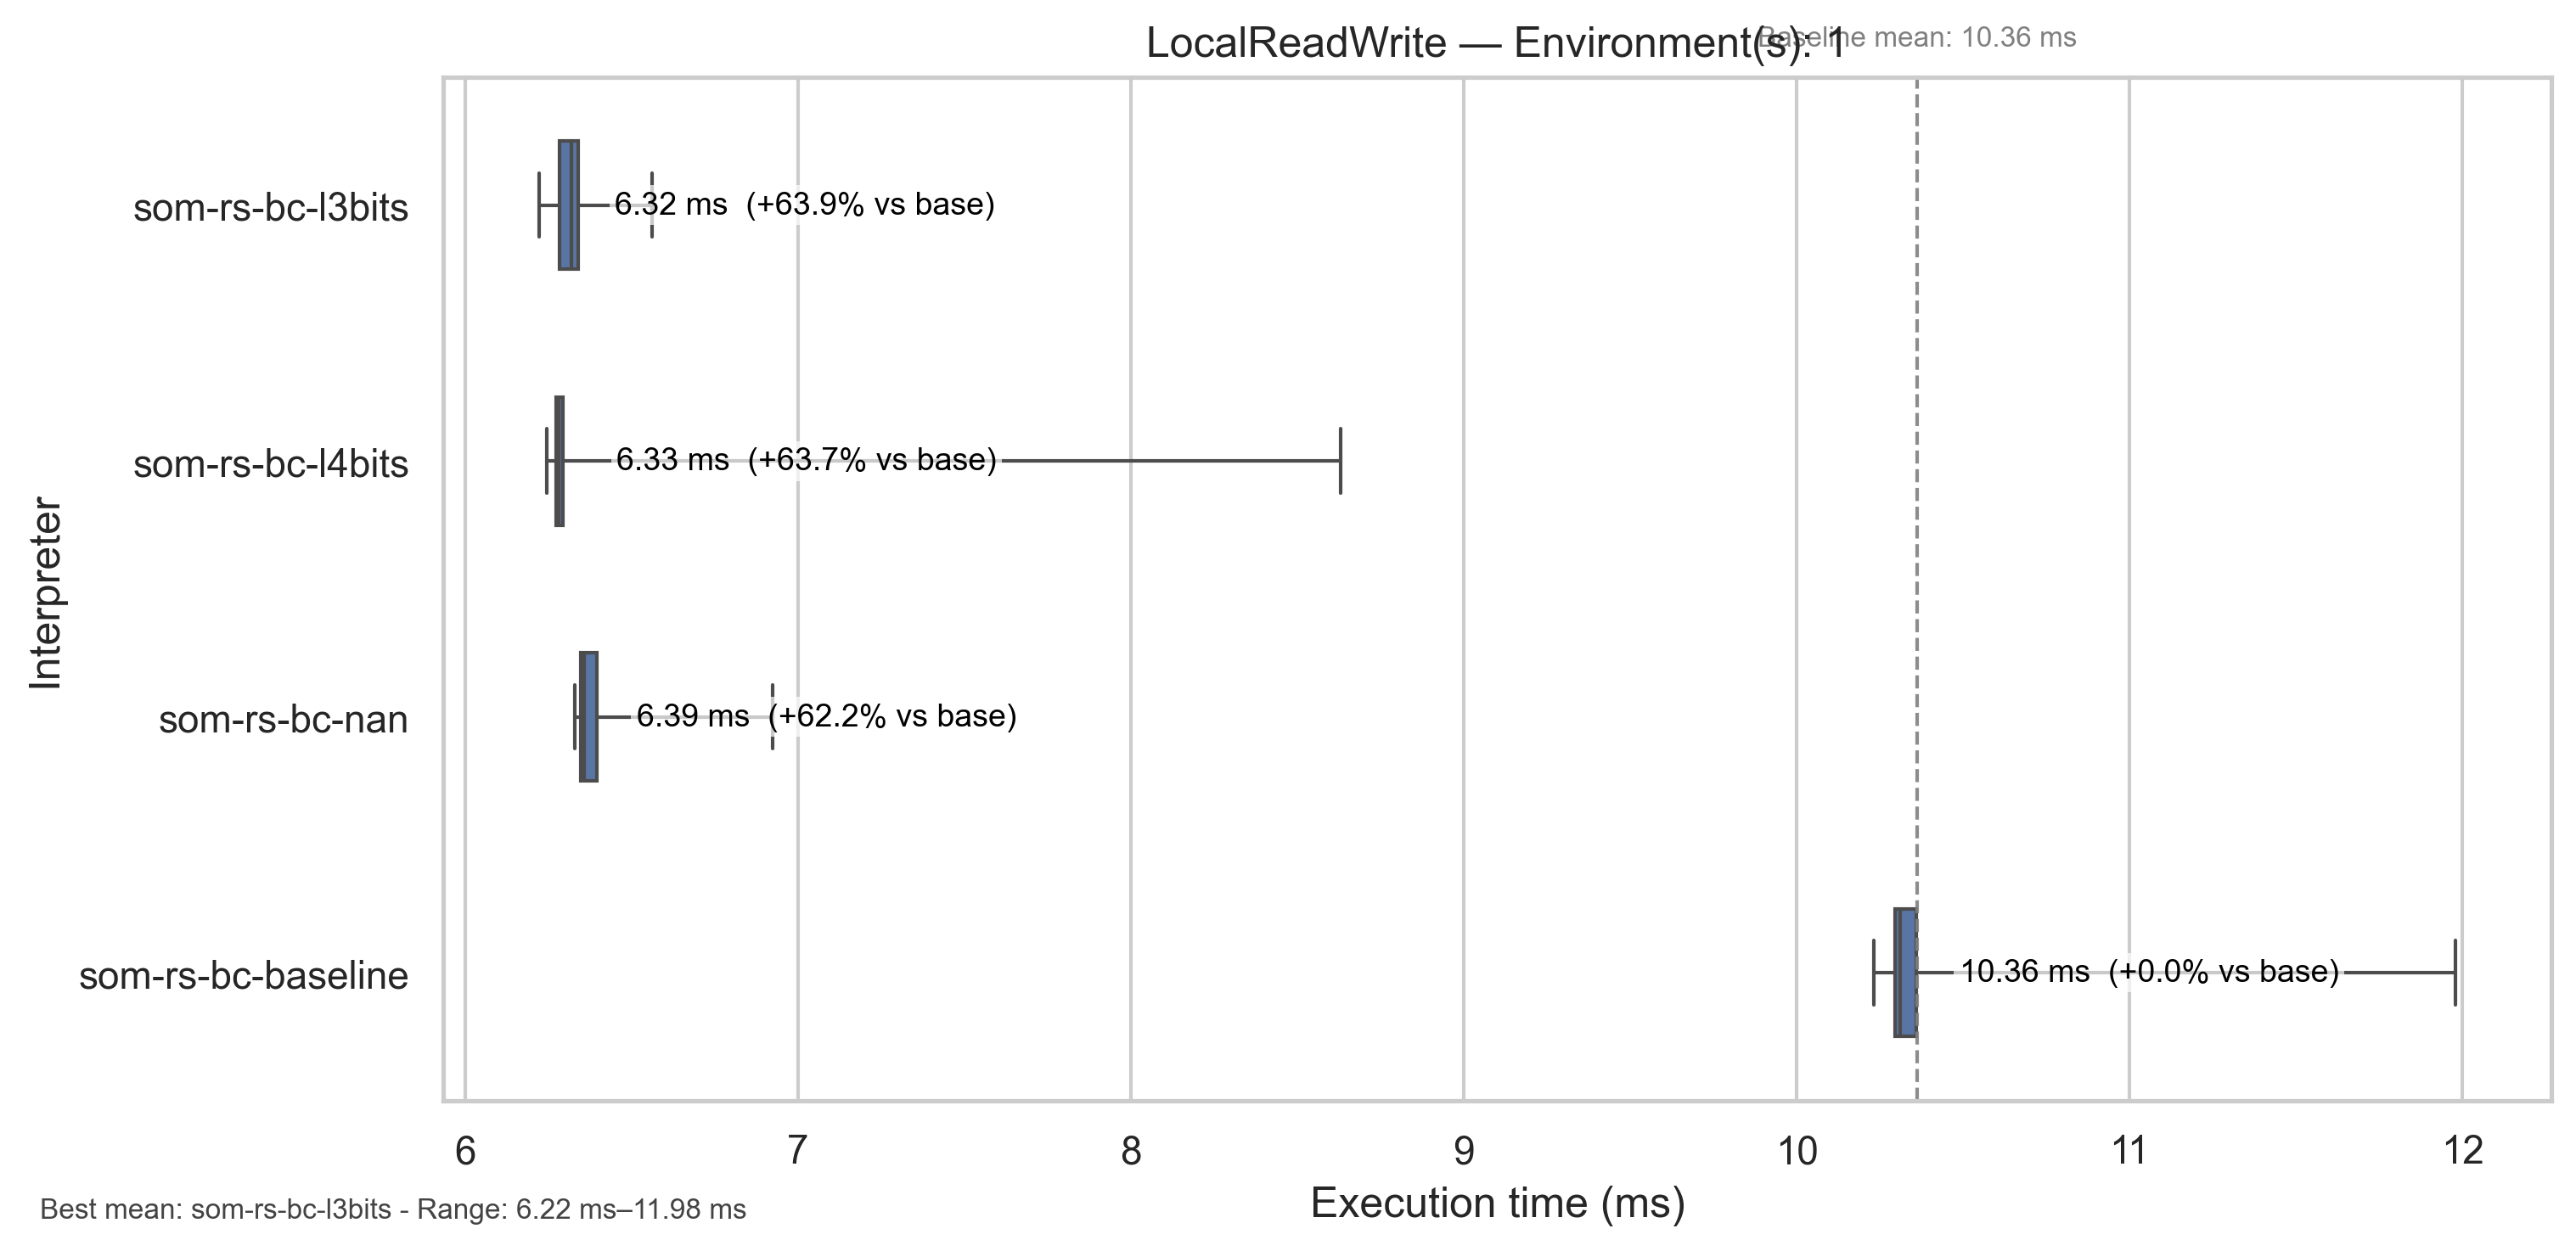 LocalReadWrite — Environment(s): 1
Baseline mean: 10.36 ms
Interpreter
som-rs-bc-l3bits
6.32 ms (+63.9% vs base)
som-rs-bc-l4bits
6.33 ms (+63.7% vs base)
som-rs-bc-nan
6.39 ms (+62.2% vs base)
som-rs-bc-baseline
10.36 ms (+0.0% vs base)
6 7 8 9 10 11 12
Execution time (ms)
Best mean: som-rs-bc-l3bits - Range: 6.22 ms–11.98 ms